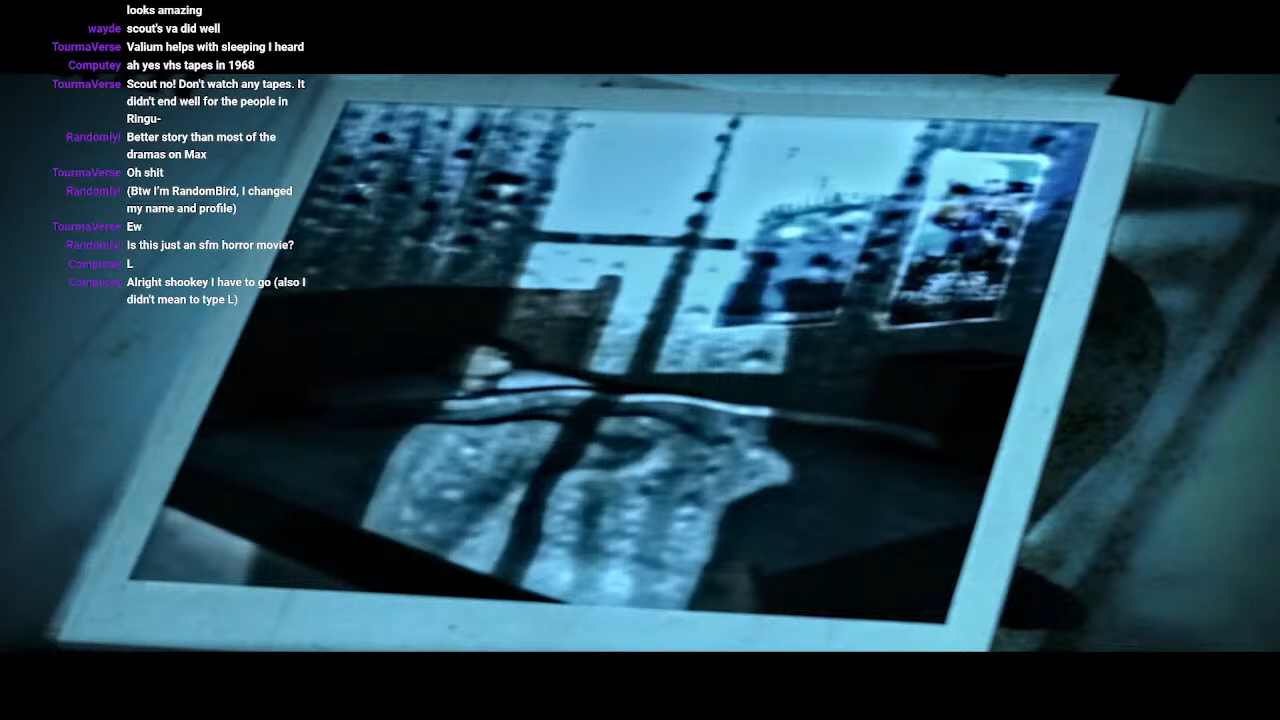 looks amazing
wayde scout's va did well
TourmaVerse Valium helps with sleeping I heard
Computey ah yes vhs tapes in 1968
TourmaVerse Scout no! Don't watch any tapes. It
didn't end well for the people in
Ringu-
Randomly! Better story than most of the
dramas on Max
TourmaVerse Oh shit
Randomly! (Btw I'm RandomBird, I changed
my name and profile)
TourmaVerse Ew
Randomly! Is this just an sfm horror movie?
Computey L
Computey Alright shookey I have to go (also I
didn't mean to type L)